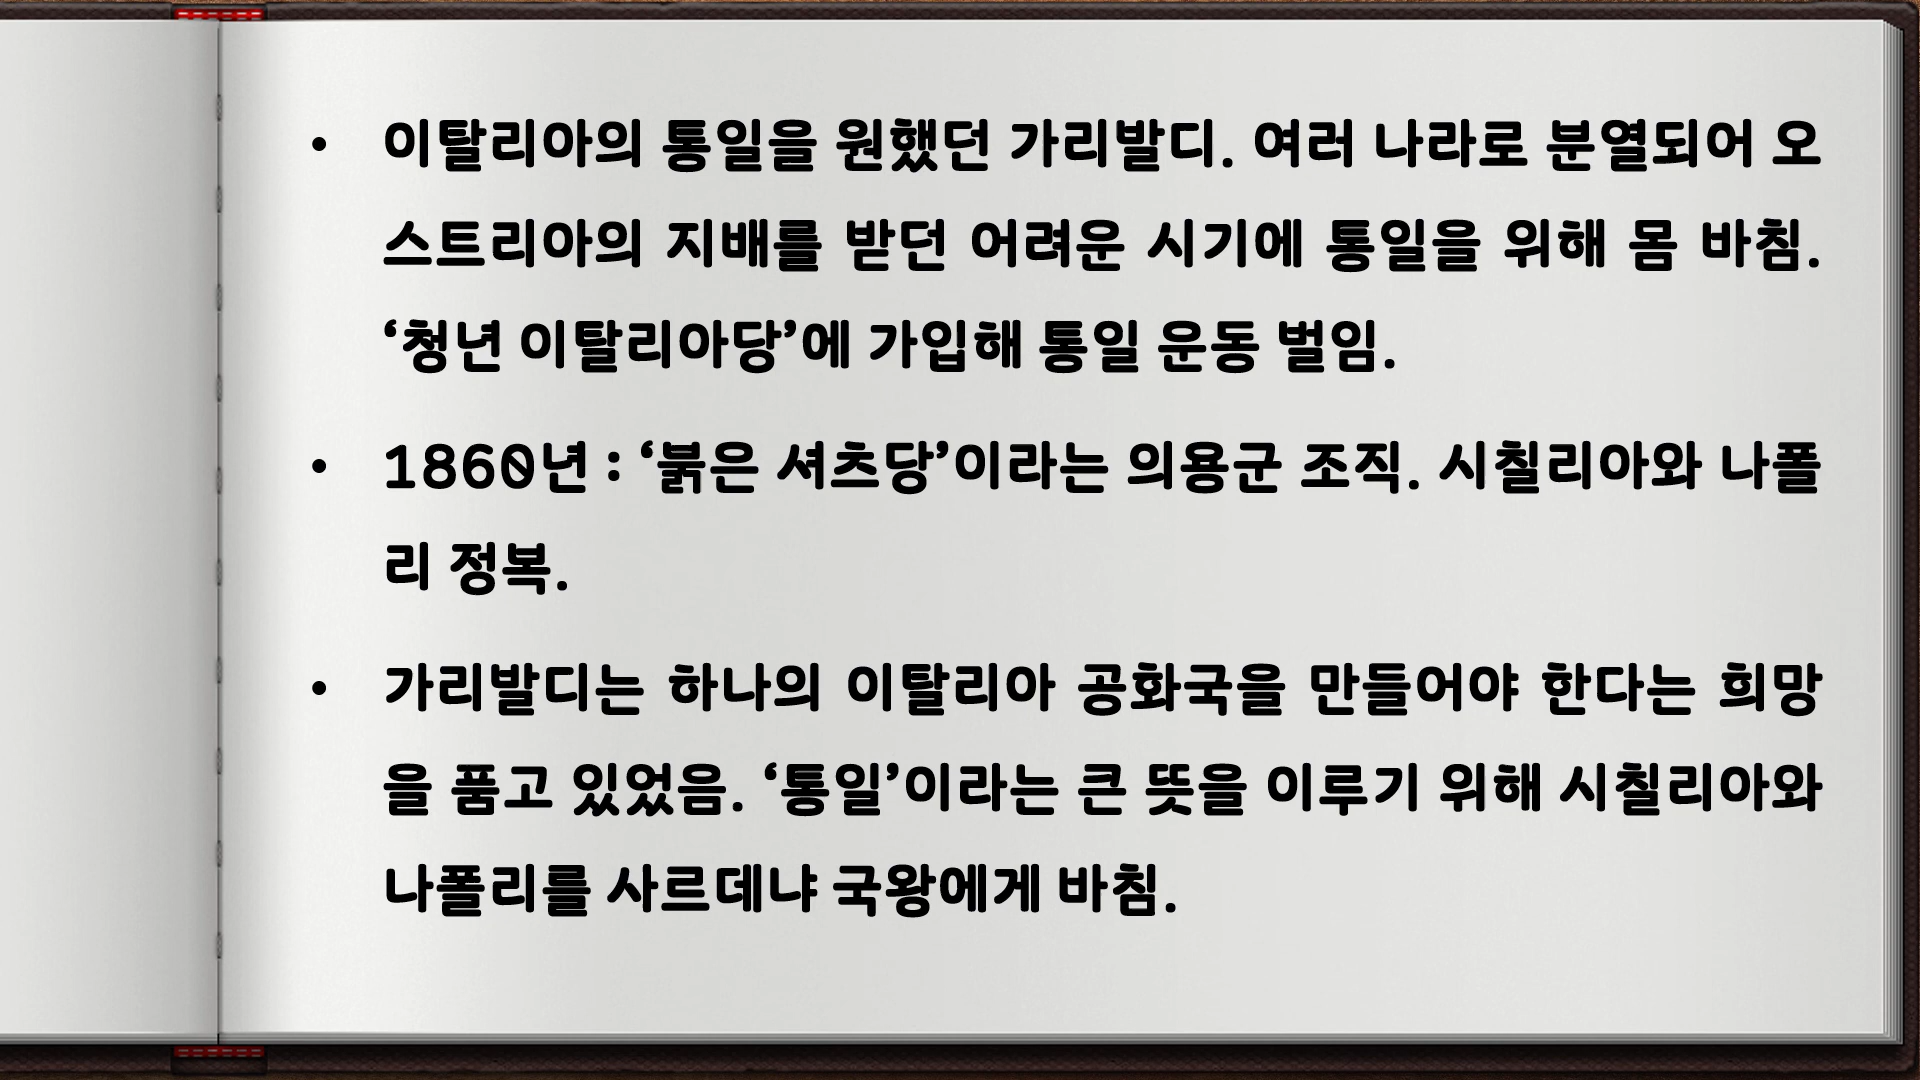 • 이탈리아의 통일을 원했던 가리발디. 여러 나라로 분열되어 오
스트리아의 지배를 받던 어려운 시기에 통일을 위해 몸 바침.
‘청년 이탈리아당’에 가입해 통일 운동 벌임.
• 1860년 : ‘붉은 셔츠당’이라는 의용군 조직. 시칠리아와 나폴
리 정복.
• 가리발디는 하나의 이탈리아 공화국을 만들어야 한다는 희망
을 품고 있었음. ‘통일’이라는 큰 뜻을 이루기 위해 시칠리아와
나폴리를 사르데냐 국왕에게 바침.